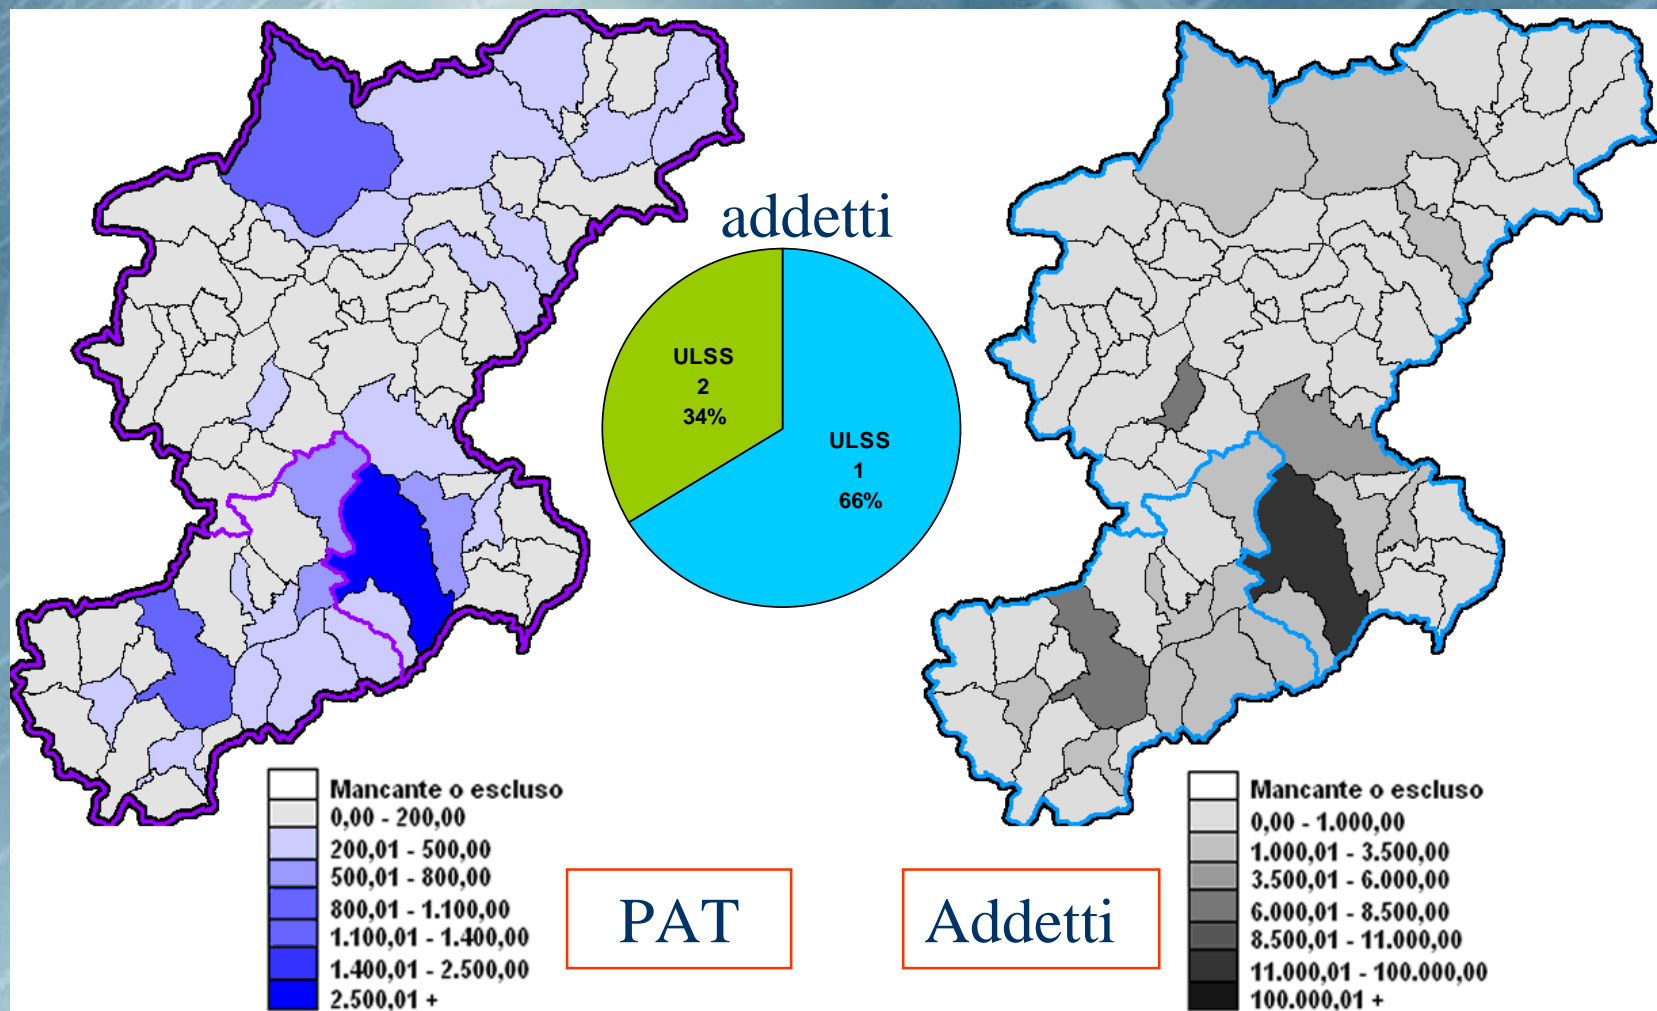 addetti
ULSS
2
34%
ULSS
1
66%
Mancante o escluso
0,00 - 200,00
200,01 - 500,00
500,01 - 800,00
800,01 - 1.100,00
1.100,01 - 1.400,00
1.400,01 - 2.500,00
2.500,01 +
PAT
Addetti
Mancante o escluso
0,00 - 1.000,00
1.000,01 - 3.500,00
3.500,01 - 6.000,00
6.000,01 - 8.500,00
8.500,01 - 11.000,00
11.000,01 - 100.000,00
100.000,01 +